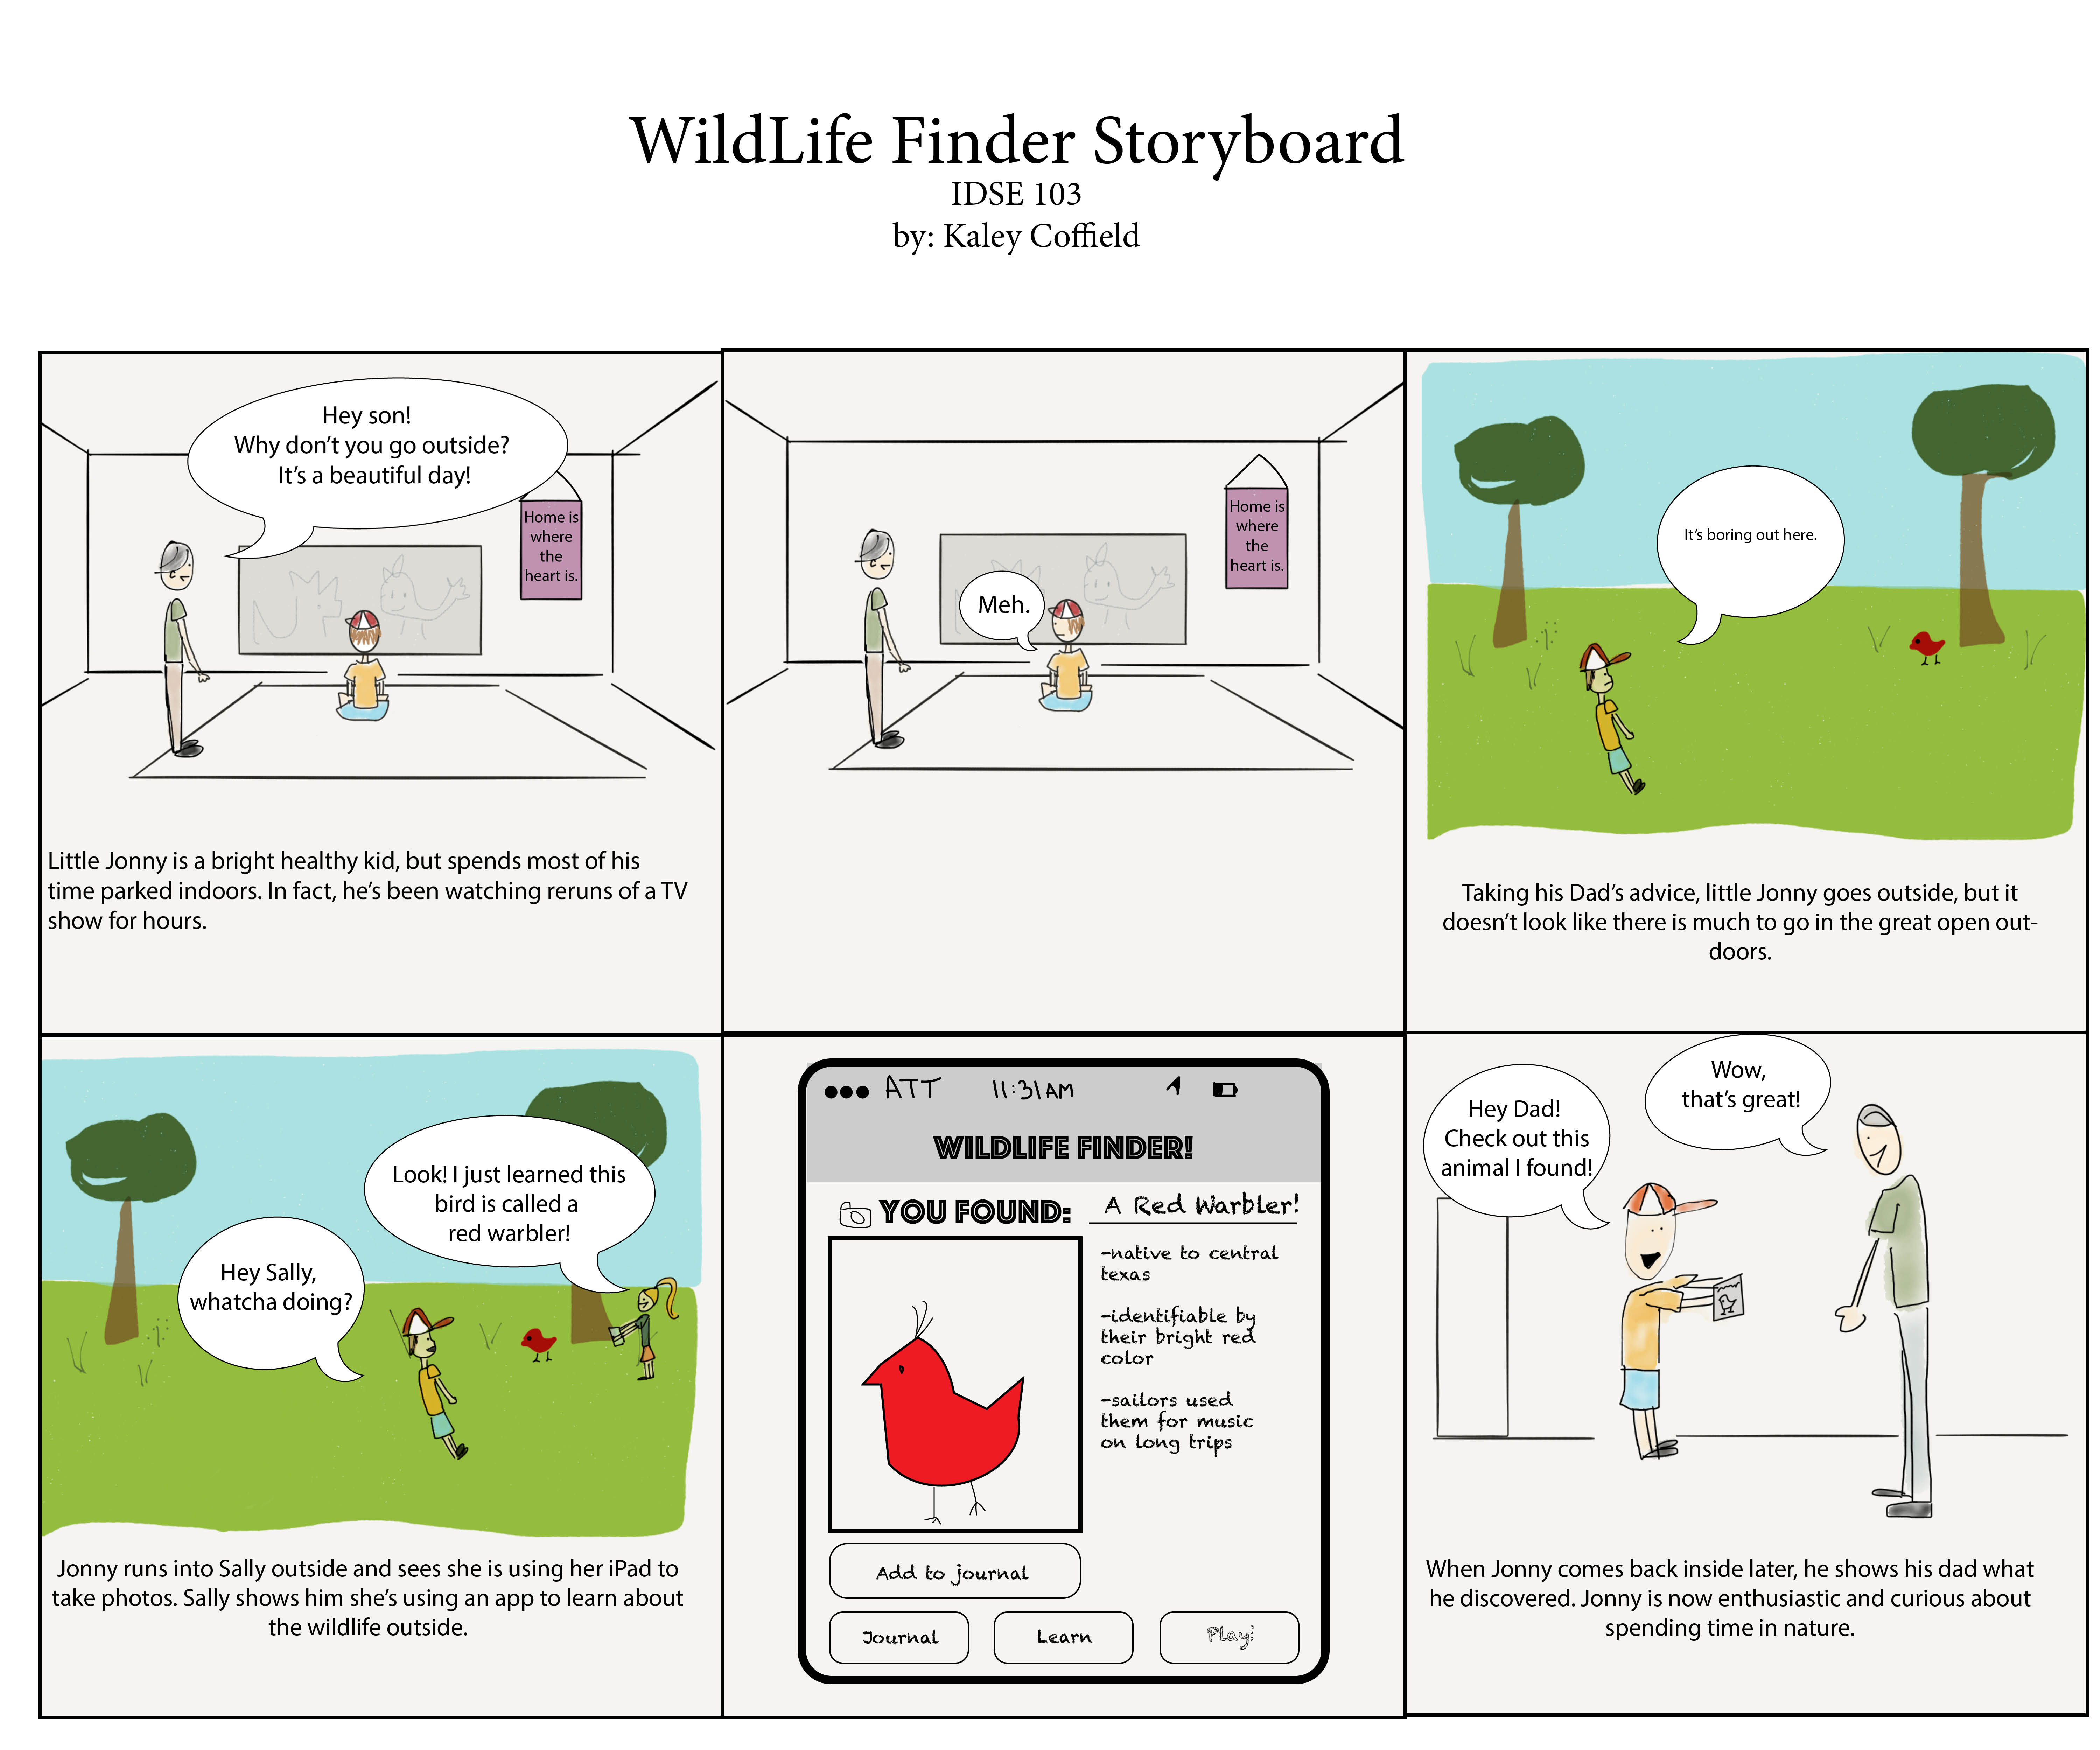 WildLife Finder Storyboard
IDSE 103
by: Kaley Coffield
Hey son!
Why don't you go outside?
It's a beautiful day!
Home is
where
the
heart is.
Little Jonny is a bright healthy kid, but spends most of his
time parked indoors. In fact, he's been watching reruns of a TV
show for hours.
Meh.
Home is
where
the
heart is.
It's boring out here.
Taking his Dad's advice, little Jonny goes outside, but it
doesn't look like there is much to go in the great open out-
doors.
Hey Sally,
whatcha doing?
Look! I just learned this
bird is called a
red warbler!
Jonny runs into Sally outside and sees she is using her iPad to
take photos. Sally shows him she's using an app to learn about
the wildlife outside.
ATT 11:31AM
WILDLIFE FINDER!
YOU FOUND: A Red Warbler!
-native to central
texas
-identifiable by
their bright red
color
-sailors used
them for music
on long trips
Add to journal
Journal Learn Play!
Hey Dad!
Check out this
animal I found!
Wow,
that's great!
When Jonny comes back inside later, he shows his dad what
he discovered. Jonny is now enthusiastic and curious about
spending time in nature.